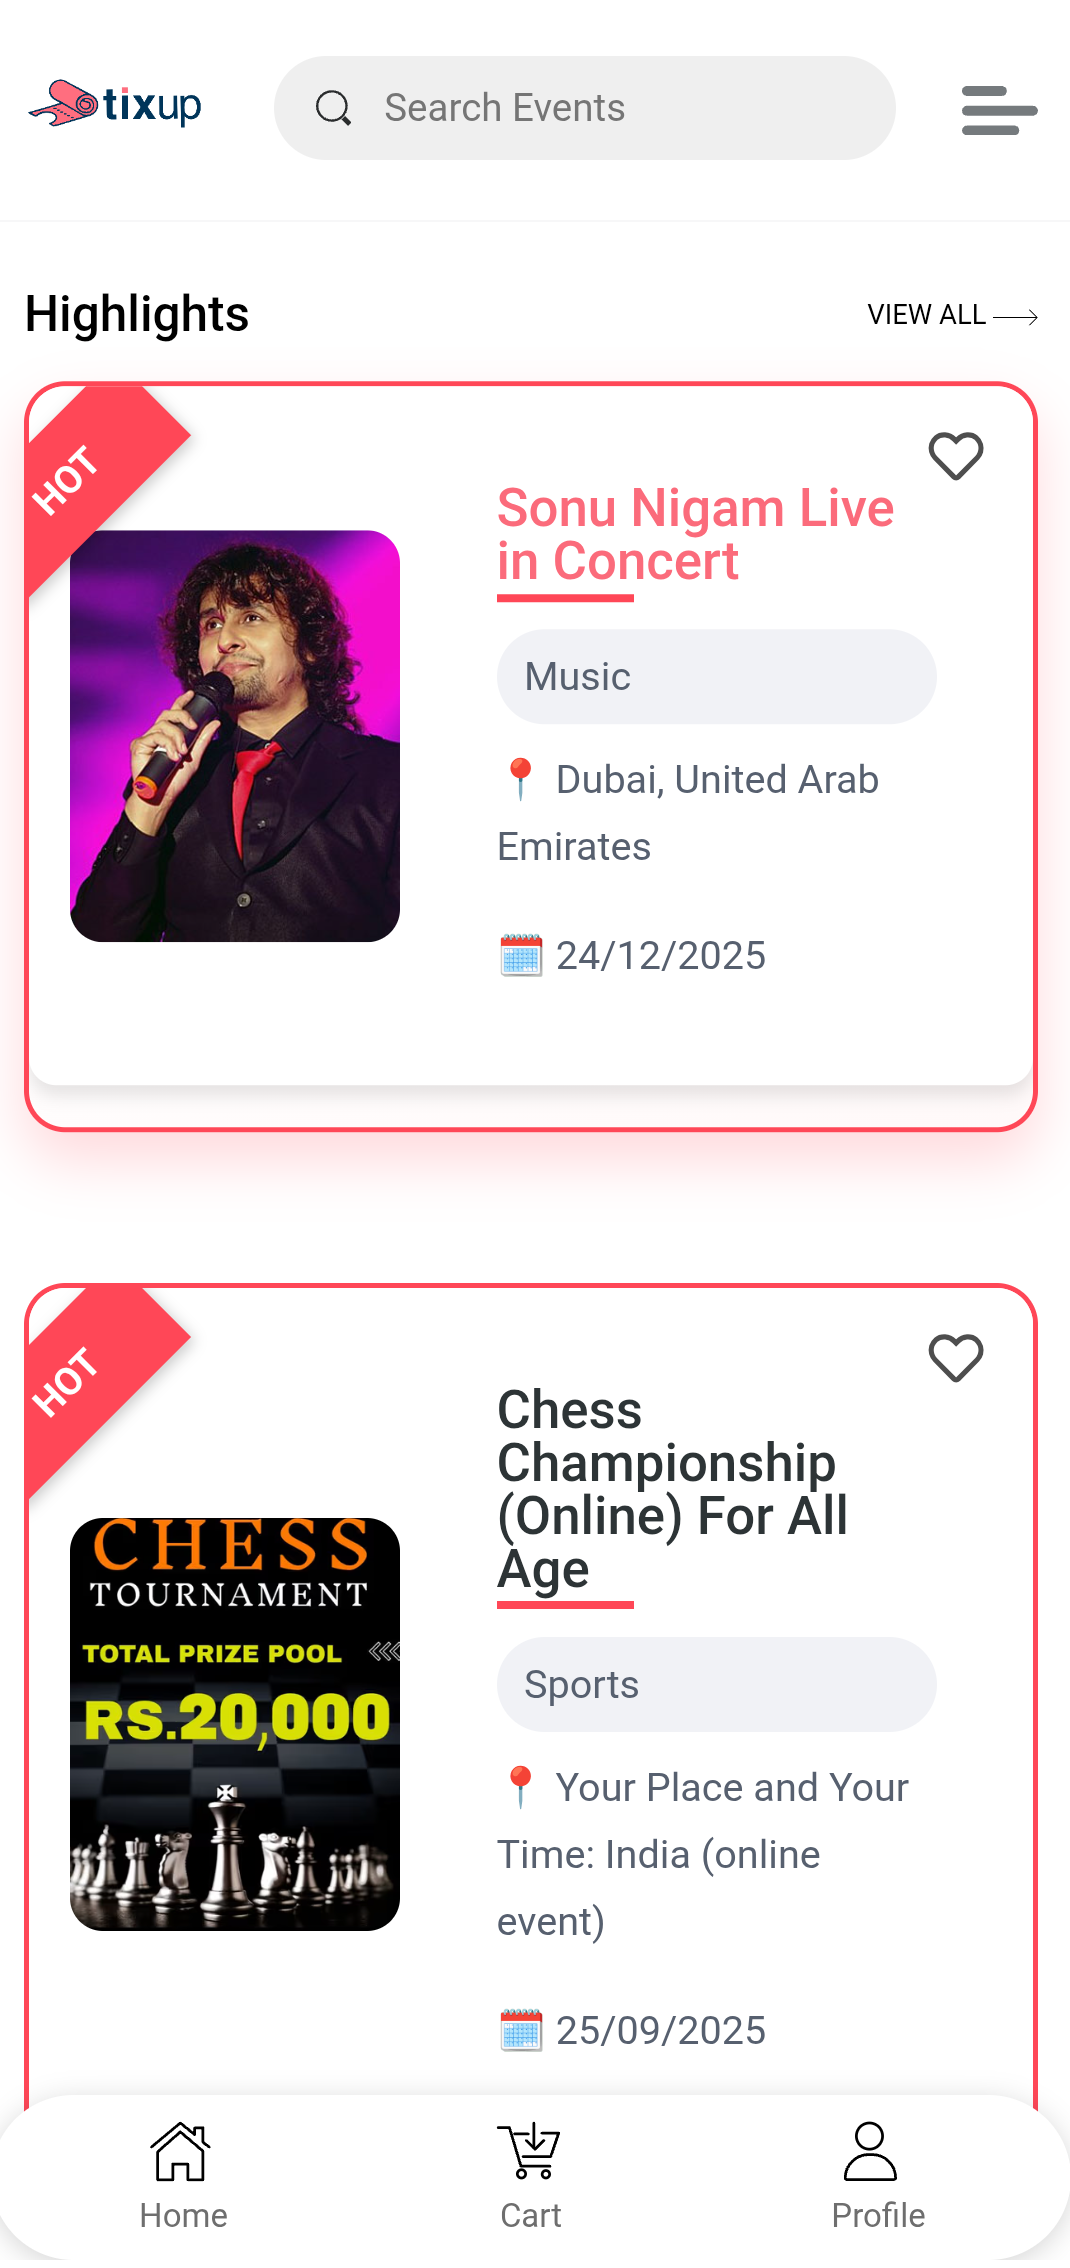 tixup
Search Events
Highlights
VIEW ALL
HOT
Sonu Nigam Live
in Concert
Music
Dubai, United Arab
Emirates
24/12/2025
HOT
Chess
Championship
(Online) For All
Age
CHESS
TOURNAMENT
TOTAL PRIZE POOL
RS.20,000
Sports
Your Place and Your
Time: India (online
event)
25/09/2025
Home
Cart
Profile